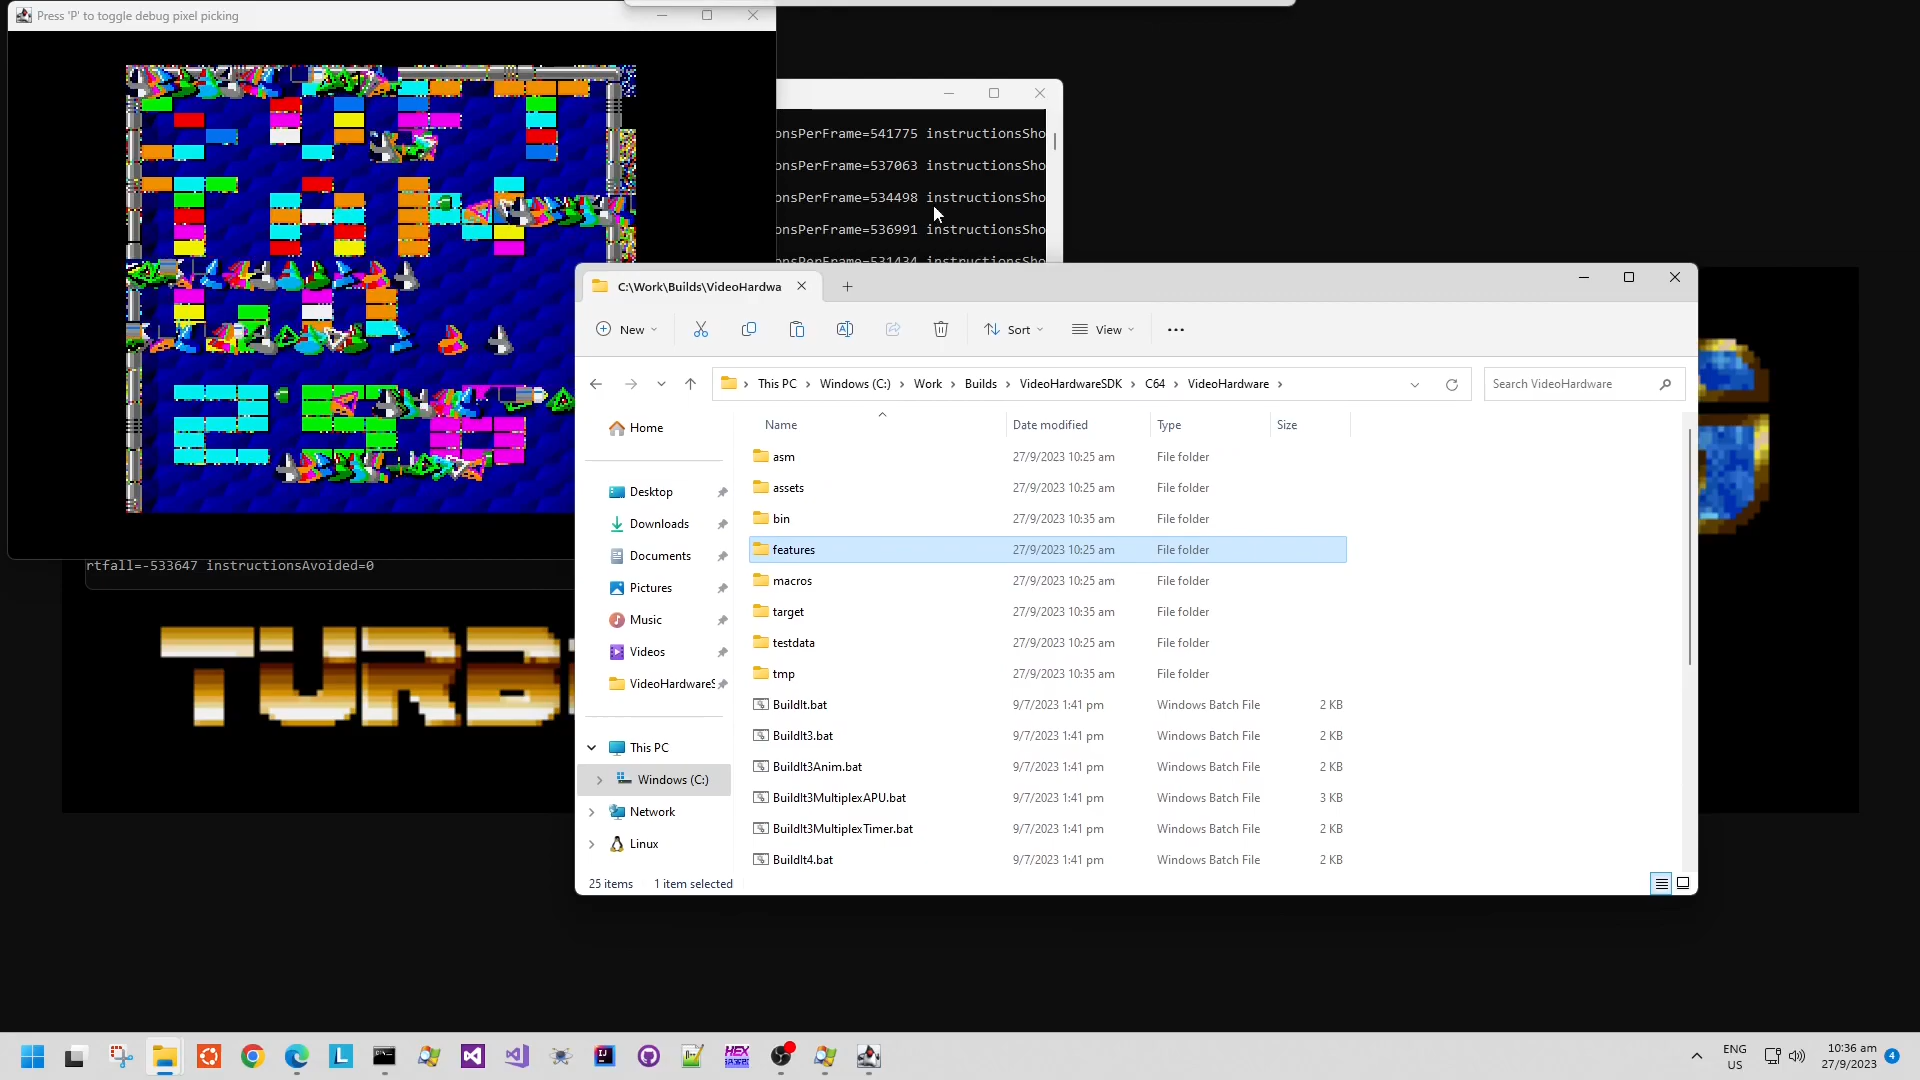 Press 'P' to toggle debug pixel picking
onsPerFrame=541775 instructionsSho
onsPerFrame=537063 instructionsSho
onsPerFrame=534498 instructionsSho
onsPerFrame=536991 instructionsSho
onsPerFrame=531434 instructionsSho
rtfall=-533647 instructionsAvoided=0
TURB
C:\Work\Builds\VideoHardwa
New
Sort
View
This PC > Windows (C:) > Work > Builds > VideoHardwareSDK > C64 > VideoHardware >
Search VideoHardware
Home
Desktop
Downloads
Documents
Pictures
Music
Videos
VideoHardwareS
This PC
Windows (C:)
Network
Linux
Name Date modified Type Size
asm 27/9/2023 10:25 am File folder
assets 27/9/2023 10:25 am File folder
bin 27/9/2023 10:35 am File folder
features 27/9/2023 10:25 am File folder
macros 27/9/2023 10:25 am File folder
target 27/9/2023 10:35 am File folder
testdata 27/9/2023 10:25 am File folder
tmp 27/9/2023 10:35 am File folder
BuildIt.bat 9/7/2023 1:41 pm Windows Batch File 2 KB
BuildIt3.bat 9/7/2023 1:41 pm Windows Batch File 2 KB
BuildIt3Anim.bat 9/7/2023 1:41 pm Windows Batch File 2 KB
BuildIt3MultiplexAPU.bat 9/7/2023 1:41 pm Windows Batch File 3 KB
BuildIt3MultiplexTimer.bat 9/7/2023 1:41 pm Windows Batch File 2 KB
BuildIt4.bat 9/7/2023 1:41 pm Windows Batch File 2 KB
25 items 1 item selected
HEX
ENG
US
10:36 am
27/9/2023
4